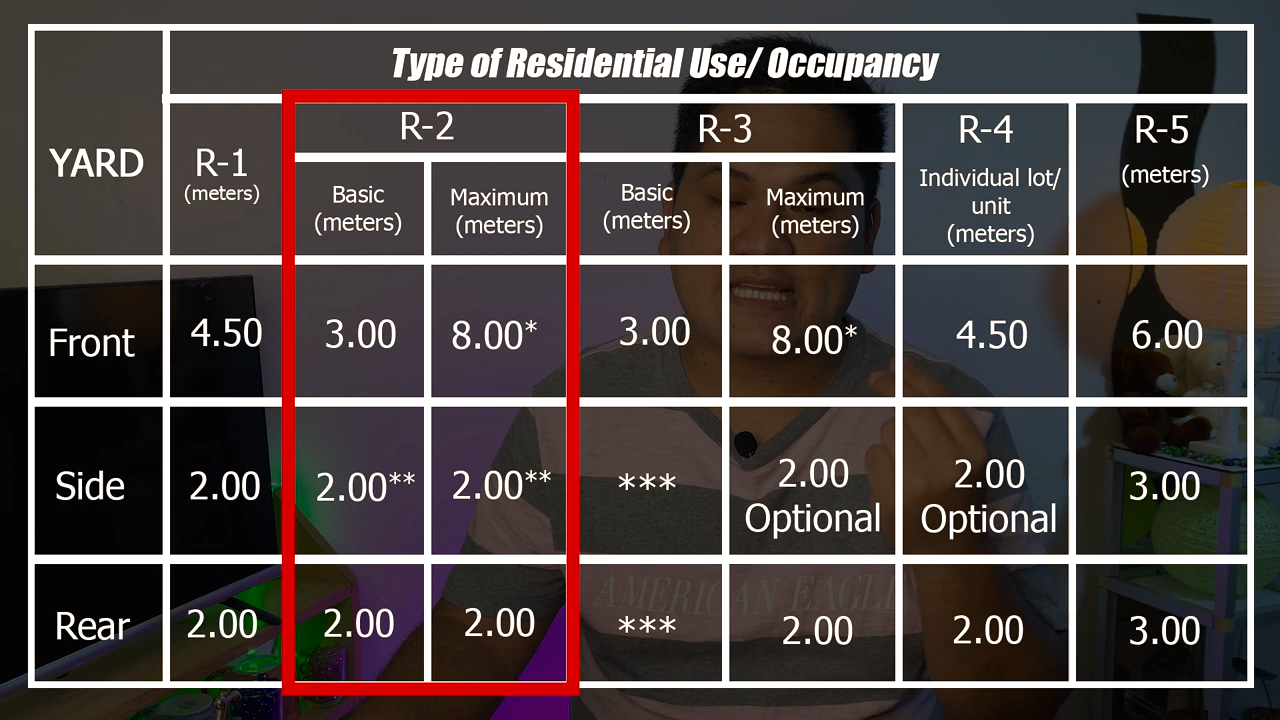 Type of Residential Use/ Occupancy
YARD
R-1
(meters)
R-2
R-3
R-4
Individual lot/
unit
(meters)
R-5
(meters)
Basic
(meters)
Maximum
(meters)
Basic
(meters)
Maximum
(meters)
Front
4.50
3.00
8.00*
3.00
8.00*
4.50
6.00
Side
2.00
2.00**
2.00**
***
2.00
Optional
2.00
Optional
3.00
Rear
2.00
2.00
2.00
***
2.00
2.00
3.00
AMERICAN EAGLE